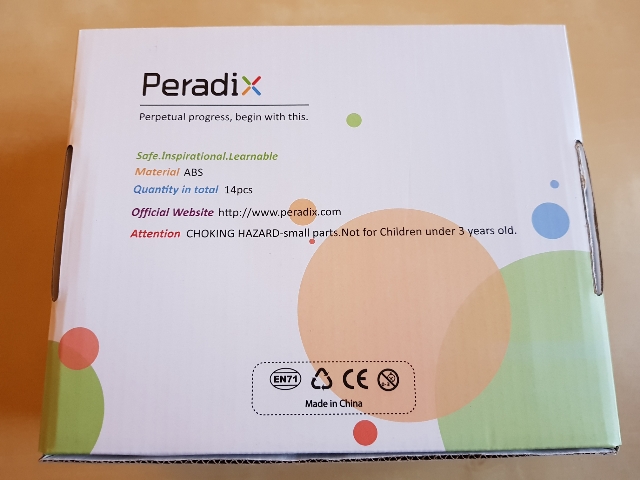 Peradix
Perpetual progress, begin with this.
Safe.Inspirational.Learnable
Material ABS
Quantity in total 14pcs
Official Website http://www.peradix.com
Attention CHOKING HAZARD-small parts.Not for Children under 3 years old.
EN71 CE 0-3
Made in China